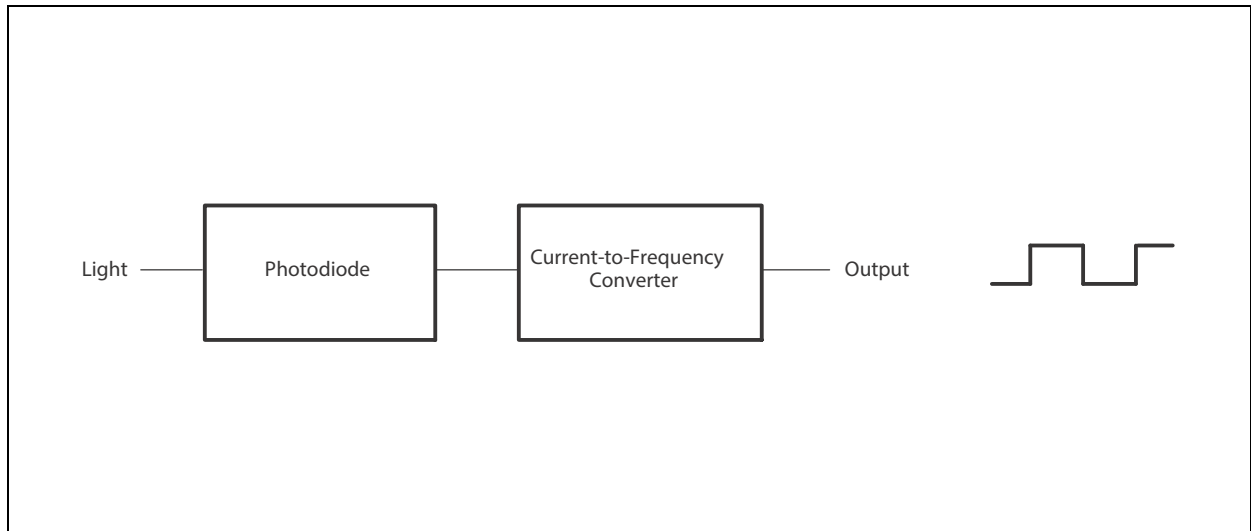 Light
Photodiode
Current-to-Frequency
Converter
Output